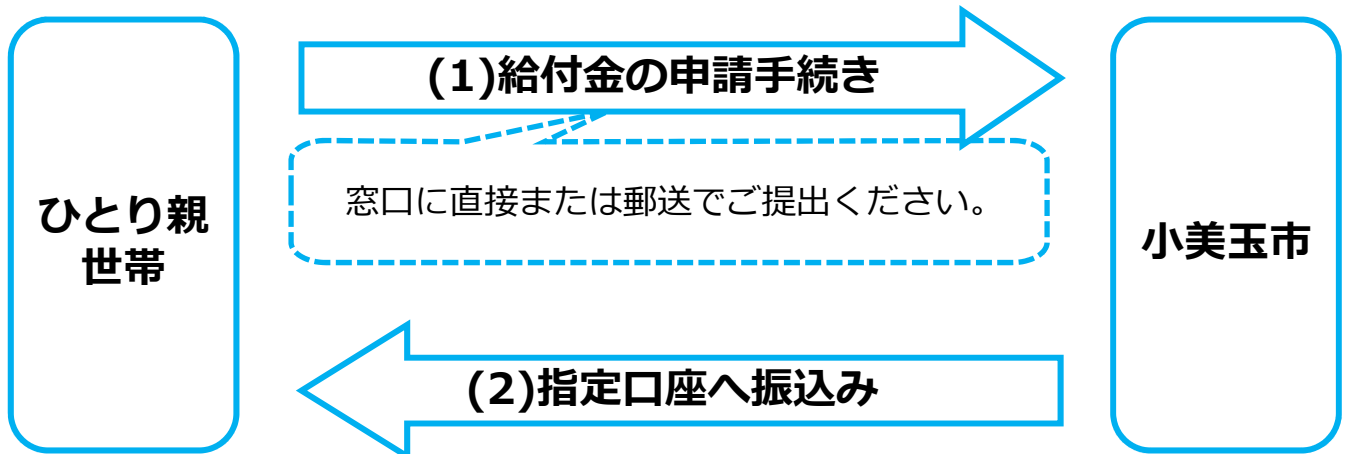 (1)給付金の申請手続き
窓口に直接または郵送でご提出ください。
ひとり親
世帯
小美玉市
(2)指定口座へ振込み